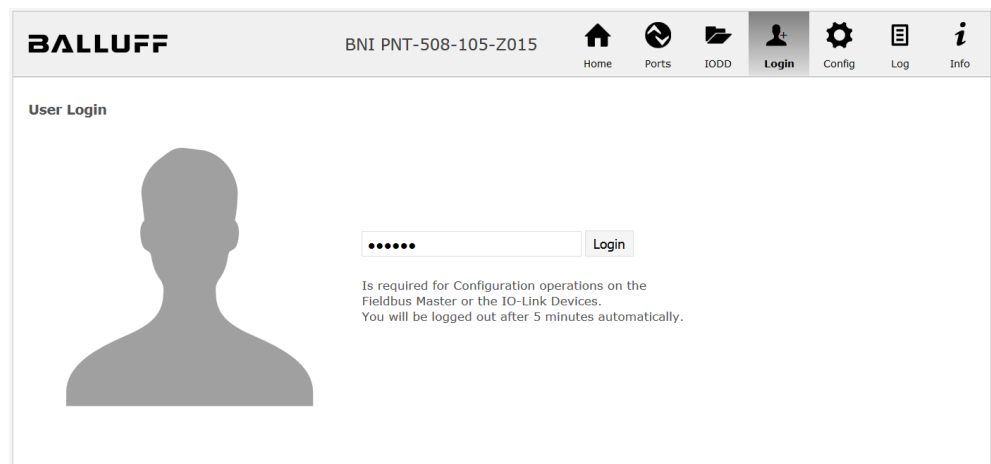 BALLUFF
BNI PNT-508-105-Z015
Home
Ports
IODD
Login
Config
Log
Info
User Login
●●●●●●
Login
Is required for Configuration operations on the
Fieldbus Master or the IO-Link Devices.
You will be logged out after 5 minutes automatically.